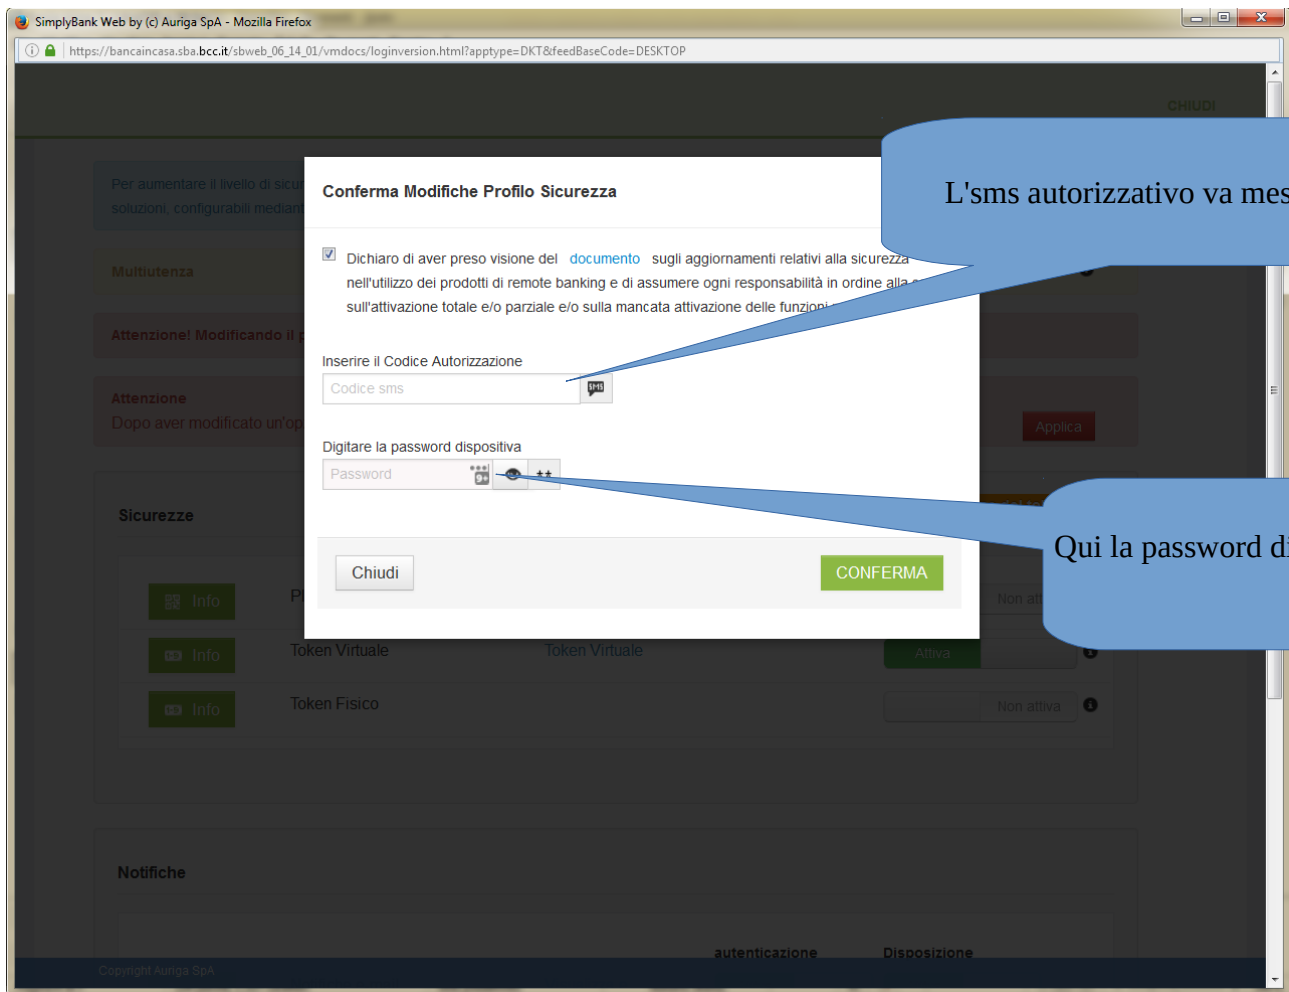 SimplyBank Web by (c) Auriga SpA - Mozilla Firefox
https://bancaincasa.sba.bcc.it/sbweb_06_14_01/vmdocs/loginversion.html?apptype=DKT&feedBaseCode=DESKTOP
CHIUDI
Per aumentare il livello di sicur
soluzioni, configurabili mediant
Conferma Modifiche Profilo Sicurezza
L'sms autorizzativo va mes
Dichiaro di aver preso visione del documento sugli aggiornamenti relativi alla sicurezza
nell'utilizzo dei prodotti di remote banking e di assumere ogni responsabilità in ordine alla
sull'attivazione totale e/o parziale e/o sulla mancata attivazione delle funzioni
Multiutenza
Attenzione! Modificando il p
Inserire il Codice Autorizzazione
Codice sms
SMS
Attenzione
Dopo aver modificato un'op
Applica
Digitare la password dispositiva
Password
9+
**
Sicurezze
Qui la password di
Chiudi
CONFERMA
Info
Non att
Info
Token Virtuale
Token Virtuale
Attiva
Info
Token Fisico
Non attiva
Notifiche
autenticazione
Disposizione
Copyright Auriga SpA